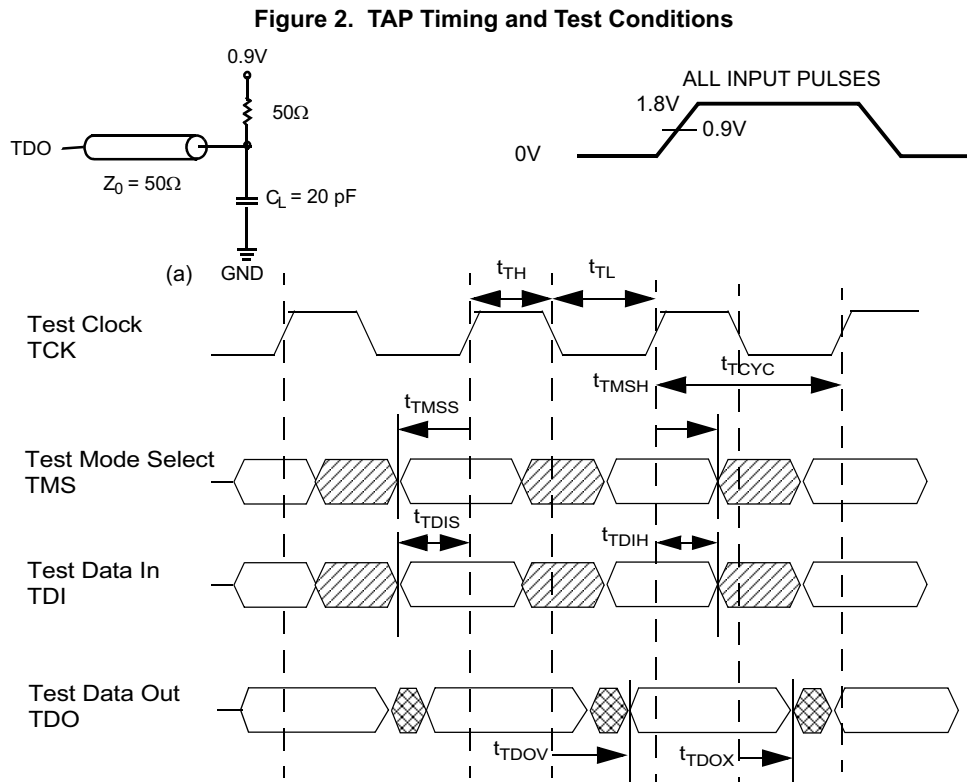 Figure 2. TAP Timing and Test Conditions
0.9V
50Ω
TDO
Z0 = 50Ω
CL = 20 pF
(a)
GND
ALL INPUT PULSES
1.8V
0.9V
0V
tTH
tTL
Test Clock
TCK
tTCYC
tTMSH
tTMSS
Test Mode Select
TMS
tTDIS
tTDIH
Test Data In
TDI
Test Data Out
TDO
tTDOV
tTDOX